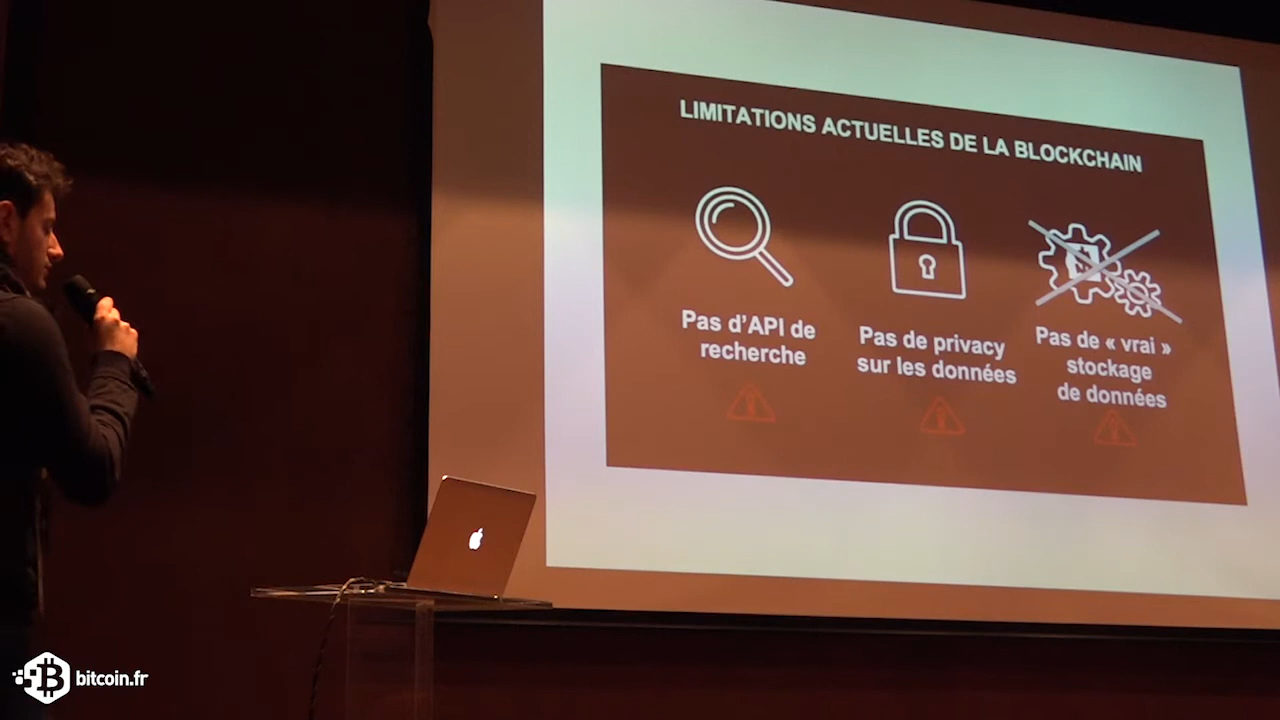 LIMITATIONS ACTUELLES DE LA BLOCKCHAIN
Pas d'API de
recherche
Pas de privacy
sur les données
Pas de « vrai »
stockage
de données
bitcoin.fr